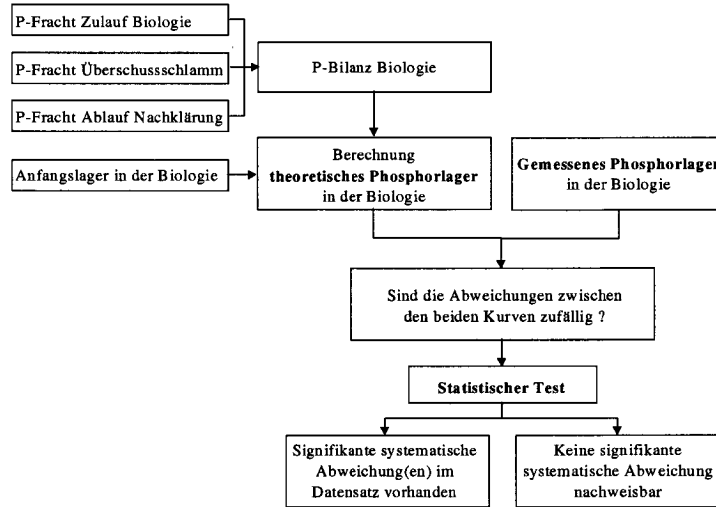 P-Fracht Zulauf Biologie
P-Fracht Überschussschlamm
P-Bilanz Biologie
P-Fracht Ablauf Nachklärung
Anfangslager in der Biologie
Berechnung
theoretisches Phosphorlager
in der Biologie
Gemessenes Phosphorlager
in der Biologie
Sind die Abweichungen zwischen
den beiden Kurven zufällig ?
Statistischer Test
Signifikante systematische
Abweichung(en) im
Datensatz vorhanden
Keine signifikante
systematische Abweichung
nachweisbar